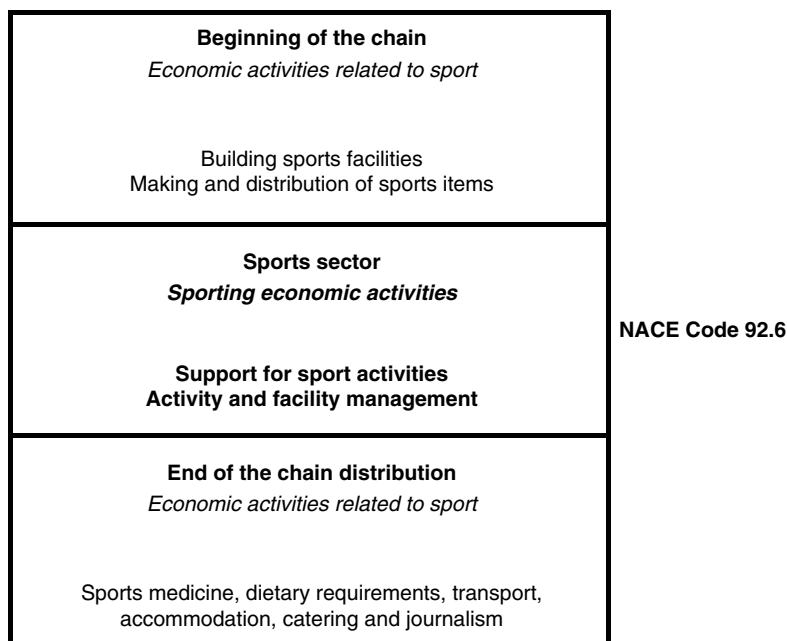 Beginning of the chain
Economic activities related to sport
Building sports facilities
Making and distribution of sports items
Sports sector
Sporting economic activities
NACE Code 92.6
Support for sport activities
Activity and facility management
End of the chain distribution
Economic activities related to sport
Sports medicine, dietary requirements, transport,
accommodation, catering and journalism